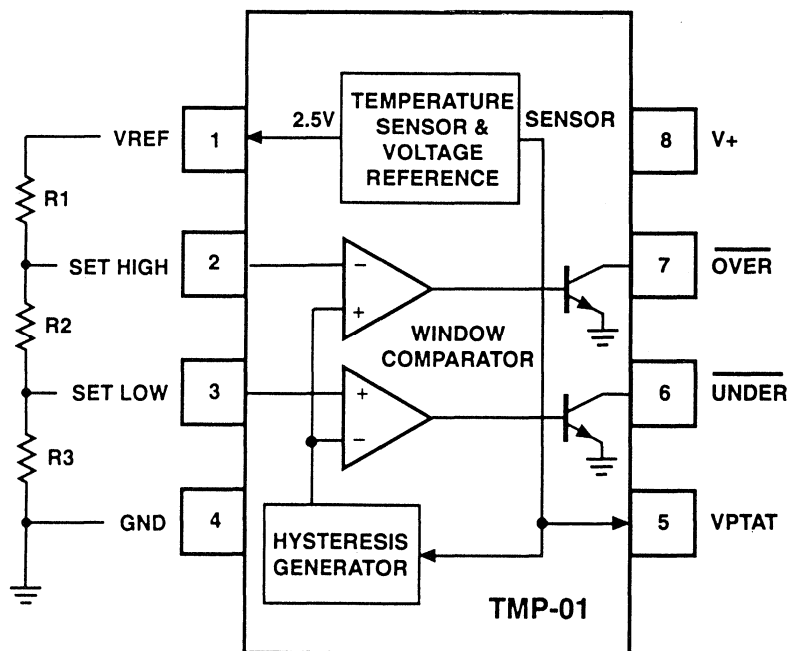 TEMPERATURE
SENSOR &
VOLTAGE
REFERENCE
2.5V
SENSOR
VREF
1
8
V+
R1
SET HIGH
2
−
+
7
OVER
R2
WINDOW
COMPARATOR
SET LOW
3
+
−
6
UNDER
R3
GND
4
HYSTERESIS
GENERATOR
5
VPTAT
TMP-01